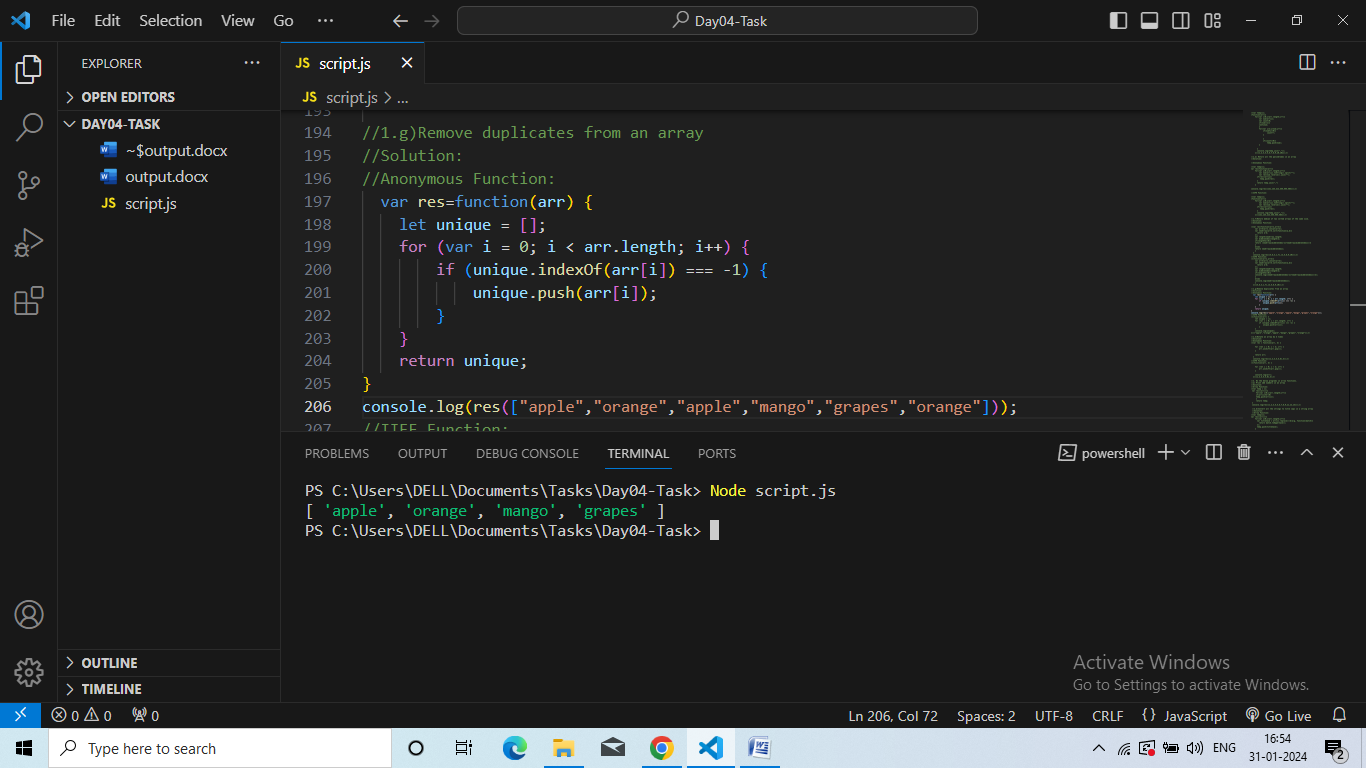 File Edit Selection View Go ···
Day04-Task
EXPLORER
OPEN EDITORS
DAY04-TASK
~$output.docx
output.docx
JS script.js
OUTLINE
TIMELINE
JS script.js
JS script.js > ...
193
194 //1.g)Remove duplicates from an array
195 //Solution:
196 //Anonymous Function:
197 var res=function(arr) {
198 let unique = [];
199 for (var i = 0; i < arr.length; i++) {
200 if (unique.indexOf(arr[i]) === -1) {
201 unique.push(arr[i]);
202 }
203 }
204 return unique;
205 }
206 console.log(res(["apple","orange","apple","mango","grapes","orange"]));
207 //IIFE Function:
PROBLEMS OUTPUT DEBUG CONSOLE TERMINAL PORTS
powershell
PS C:\Users\DELL\Documents\Tasks\Day04-Task> Node script.js
[ 'apple', 'orange', 'mango', 'grapes' ]
PS C:\Users\DELL\Documents\Tasks\Day04-Task>
Activate Windows
Go to Settings to activate Windows.
0 0 0
Ln 206, Col 72 Spaces: 2 UTF-8 CRLF {} JavaScript Go Live
Type here to search
ENG
16:54
31-01-2024
2